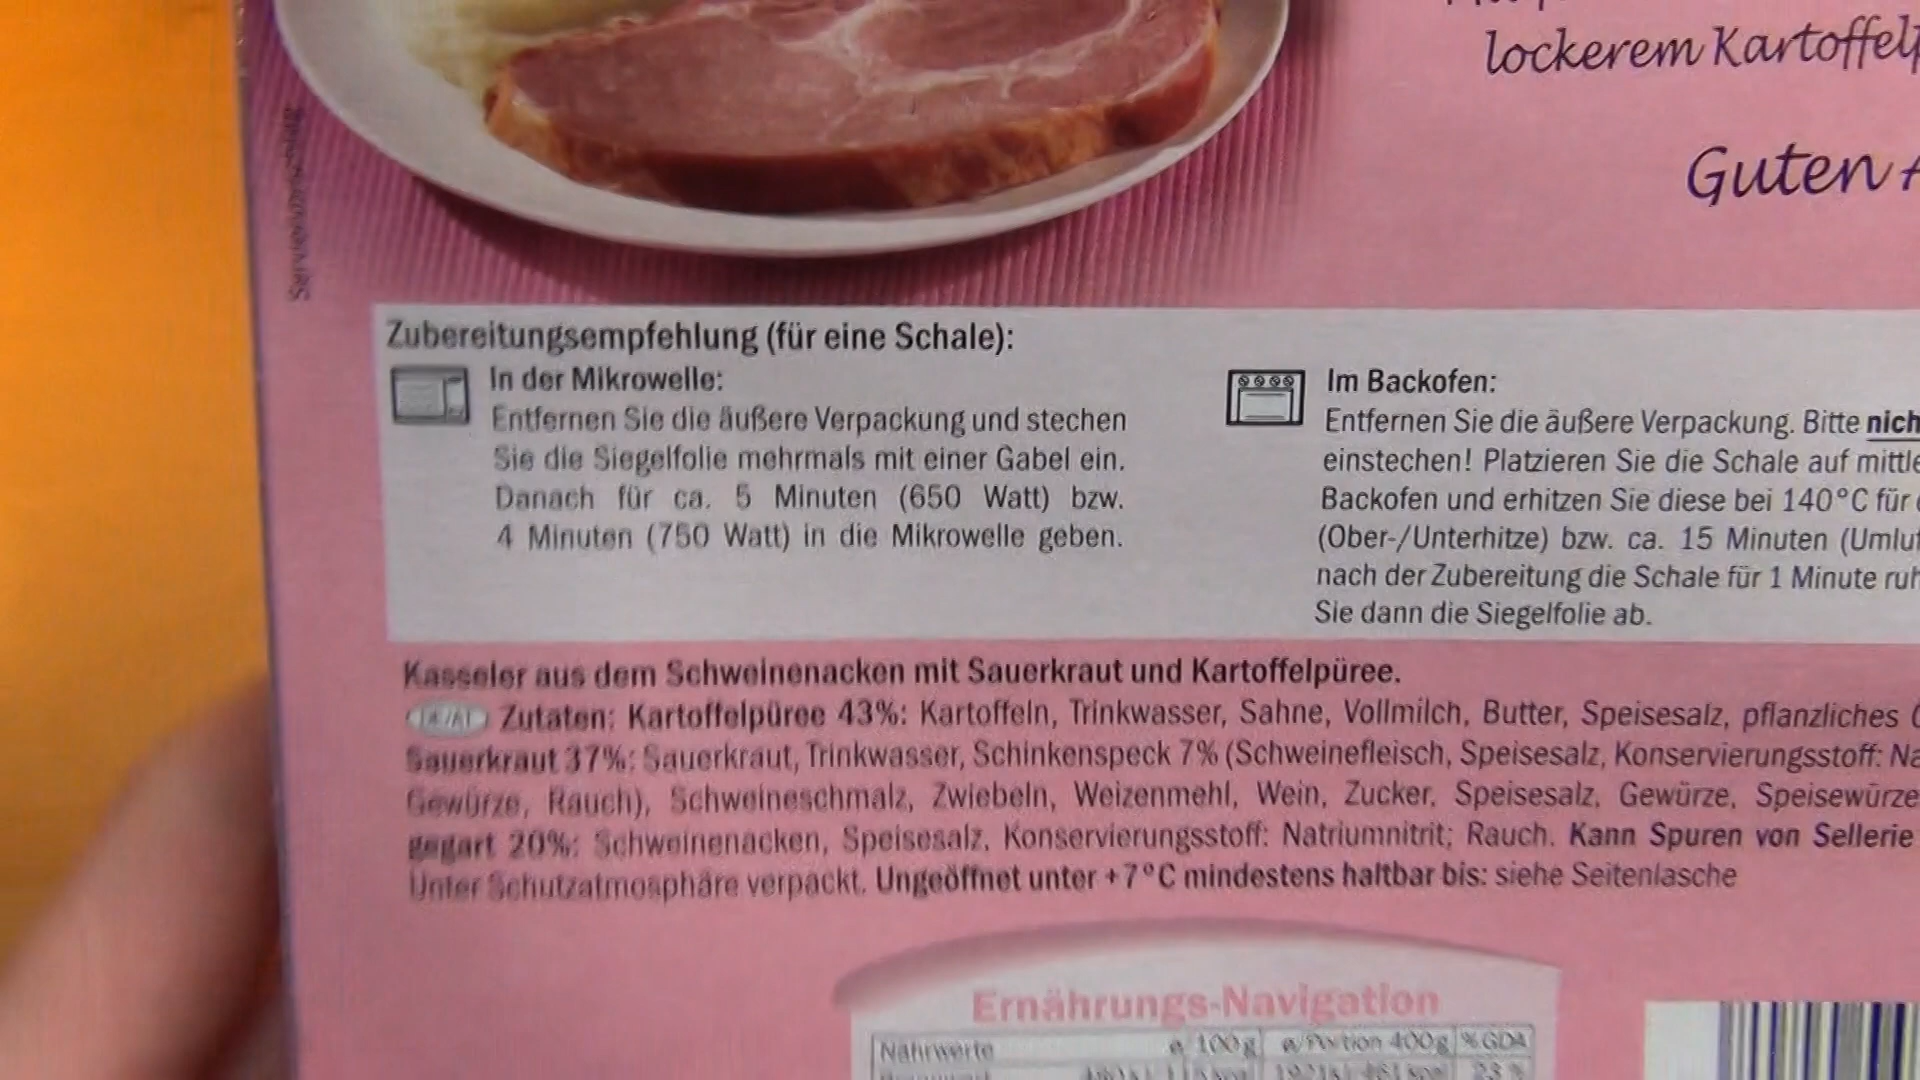 lockerem Kartoffelp
Guten A
Zubereitungsempfehlung (für eine Schale):
In der Mikrowelle:
Entfernen Sie die äußere Verpackung und stechen
Sie die Siegelfolie mehrmals mit einer Gabel ein.
Danach für ca. 5 Minuten (650 Watt) bzw.
4 Minuten (750 Watt) in die Mikrowelle geben.
Im Backofen:
Entfernen Sie die äußere Verpackung. Bitte nich
einstechen! Platzieren Sie die Schale auf mittle
Backofen und erhitzen Sie diese bei 140°C für
(Ober-/Unterhitze) bzw. ca. 15 Minuten (Umluf
nach der Zubereitung die Schale für 1 Minute ruh
Sie dann die Siegelfolie ab.
Kasseler aus dem Schweinenacken mit Sauerkraut und Kartoffelpüree.
DE/AT Zutaten: Kartoffelpüree 43%: Kartoffeln, Trinkwasser, Sahne, Vollmilch, Butter, Speisesalz, pflanzliches
Sauerkraut 37%: Sauerkraut, Trinkwasser, Schinkenspeck 7% (Schweinefleisch, Speisesalz, Konservierungsstoff: Na
Gewürze, Rauch), Schweineschmalz, Zwiebeln, Weizenmehl, Wein, Zucker, Speisesalz, Gewürze, Speisewürze
gegart 20%: Schweinenacken, Speisesalz, Konservierungsstoff: Natriumnitrit; Rauch. Kann Spuren von Sellerie
Unter Schutzatmosphäre verpackt. Ungeöffnet unter +7°C mindestens haltbar bis: siehe Seitenlasche
Ernährungs-Navigation
Nährwerte ø 100g ø/Portion 400g %GDA